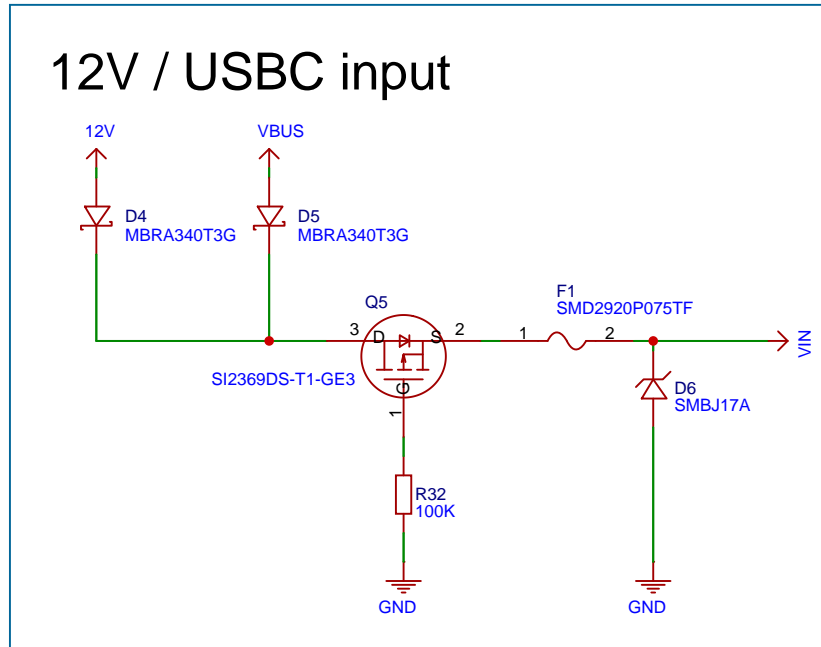 12V / USBC input
12V
VBUS
D4
MBRA340T3G
D5
MBRA340T3G
Q5
3
D
S
2
G
1
SI2369DS-T1-GE3
F1
SMD2920P075TF
1
2
VIN
D6
SMBJ17A
R32
100K
GND
GND